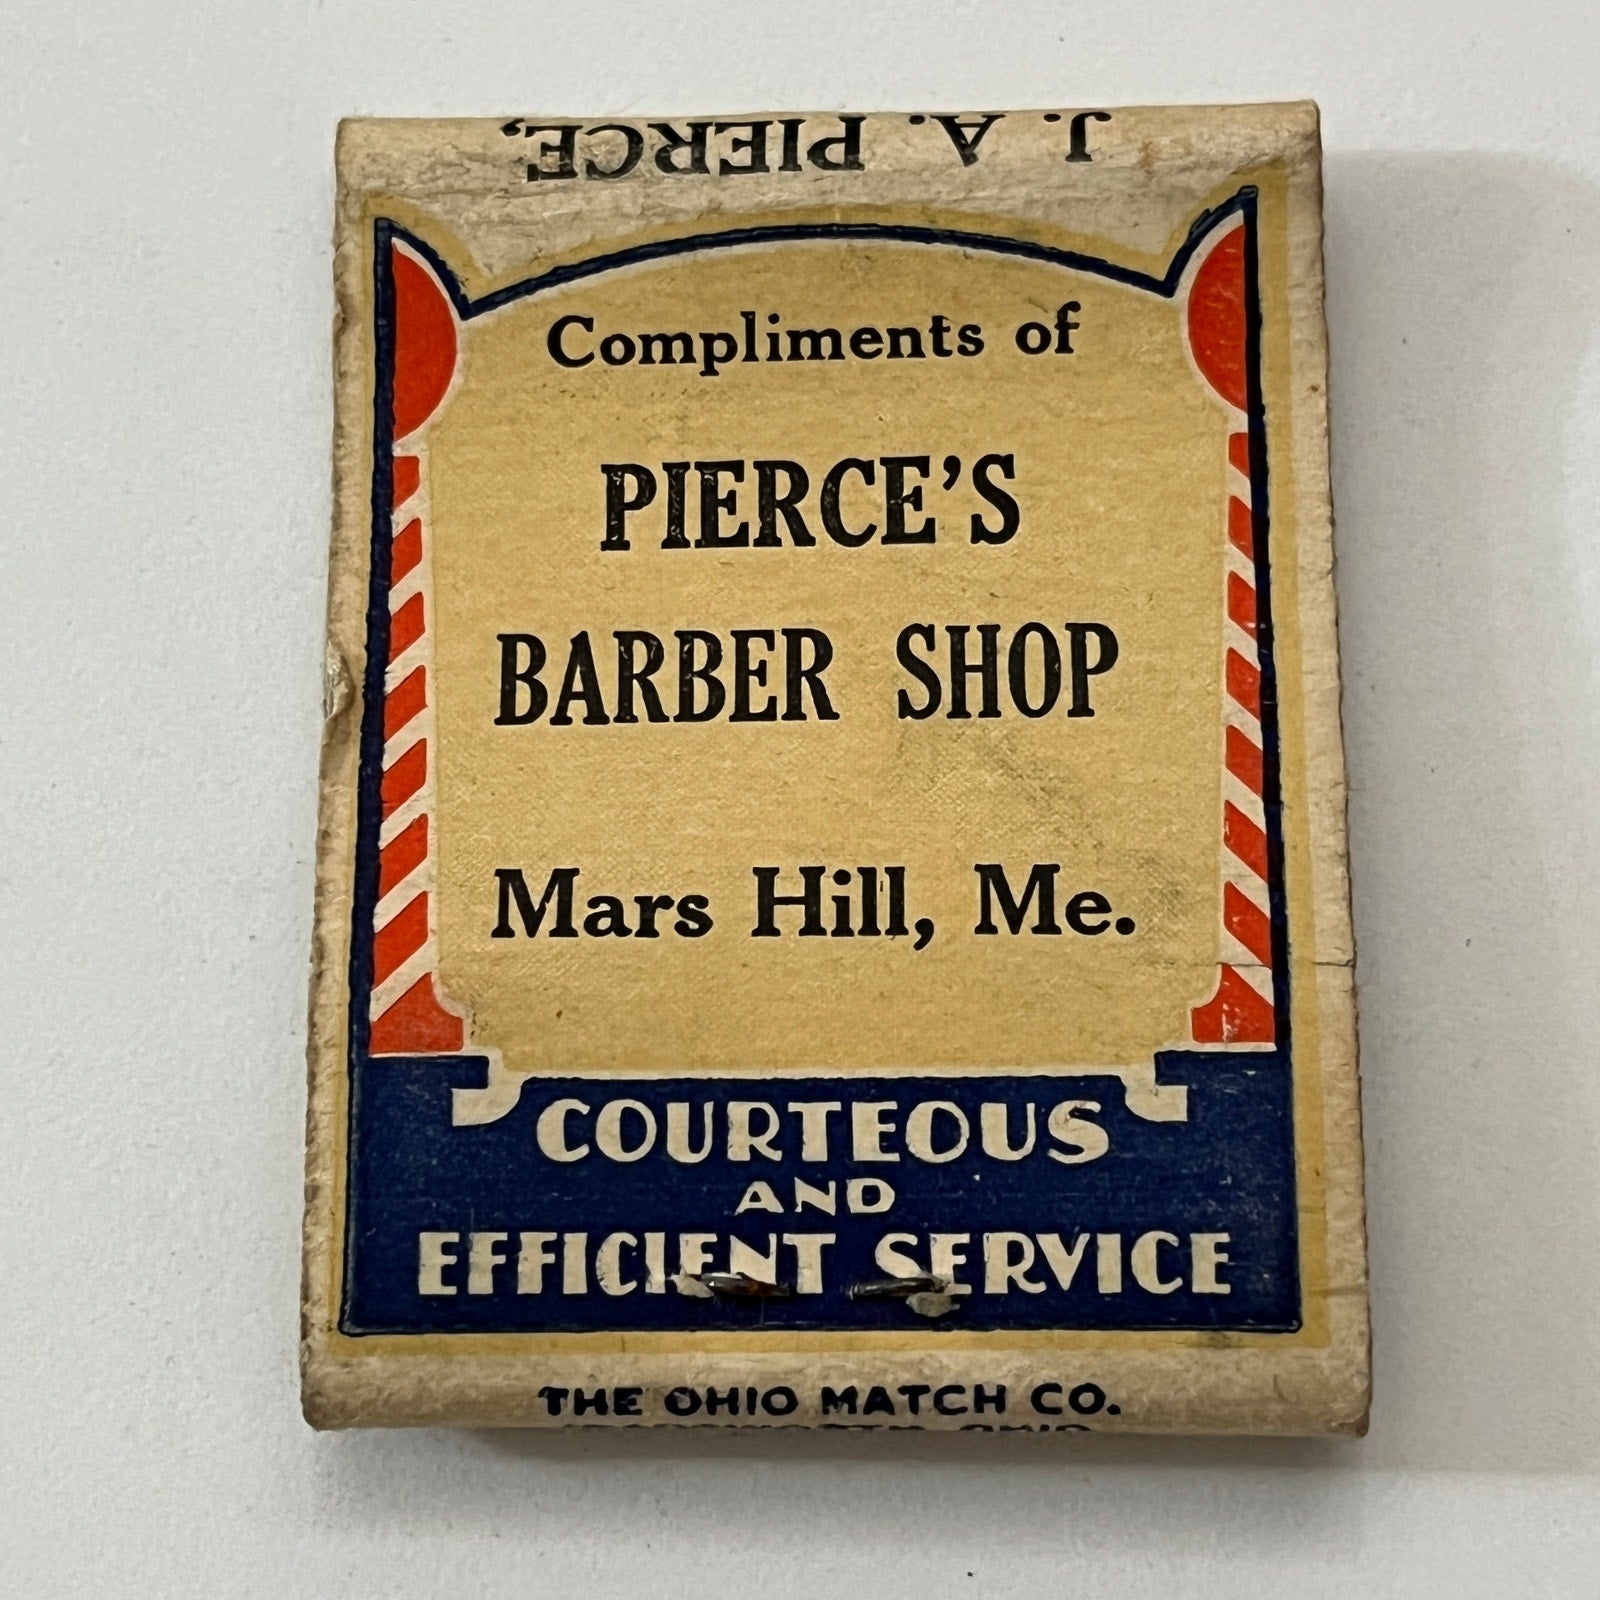 J. A. PIERCE,
Compliments of
PIERCE'S
BARBER SHOP
Mars Hill, Me.
COURTEOUS
AND
EFFICIENT SERVICE
THE OHIO MATCH CO.